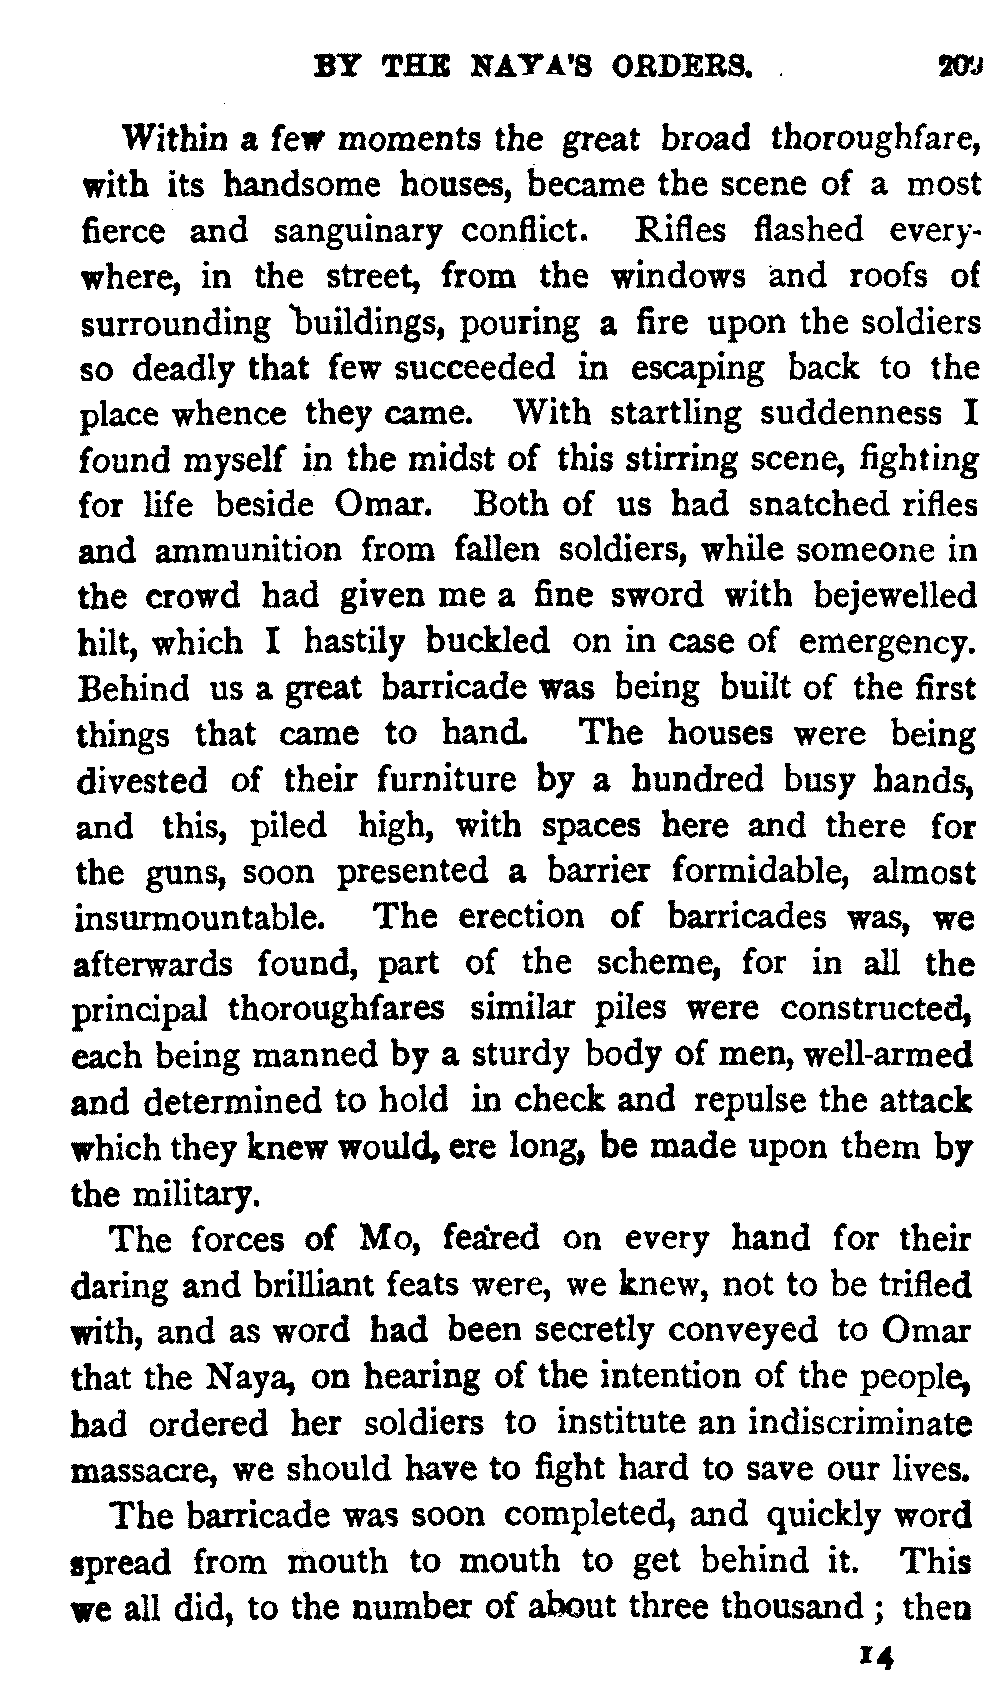 BY THE NAYA'S ORDERS. 209
Within a few moments the great broad thoroughfare,
with its handsome houses, became the scene of a most
fierce and sanguinary conflict. Rifles flashed every-
where, in the street, from the windows and roofs of
surrounding buildings, pouring a fire upon the soldiers
so deadly that few succeeded in escaping back to the
place whence they came. With startling suddenness I
found myself in the midst of this stirring scene, fighting
for life beside Omar. Both of us had snatched rifles
and ammunition from fallen soldiers, while someone in
the crowd had given me a fine sword with bejewelled
hilt, which I hastily buckled on in case of emergency.
Behind us a great barricade was being built of the first
things that came to hand. The houses were being
divested of their furniture by a hundred busy hands,
and this, piled high, with spaces here and there for
the guns, soon presented a barrier formidable, almost
insurmountable. The erection of barricades was, we
afterwards found, part of the scheme, for in all the
principal thoroughfares similar piles were constructed,
each being manned by a sturdy body of men, well-armed
and determined to hold in check and repulse the attack
which they knew would, ere long, be made upon them by
the military.
The forces of Mo, feared on every hand for their
daring and brilliant feats were, we knew, not to be trifled
with, and as word had been secretly conveyed to Omar
that the Naya, on hearing of the intention of the people,
had ordered her soldiers to institute an indiscriminate
massacre, we should have to fight hard to save our lives.
The barricade was soon completed, and quickly word
spread from mouth to mouth to get behind it. This
we all did, to the number of about three thousand ; then
14